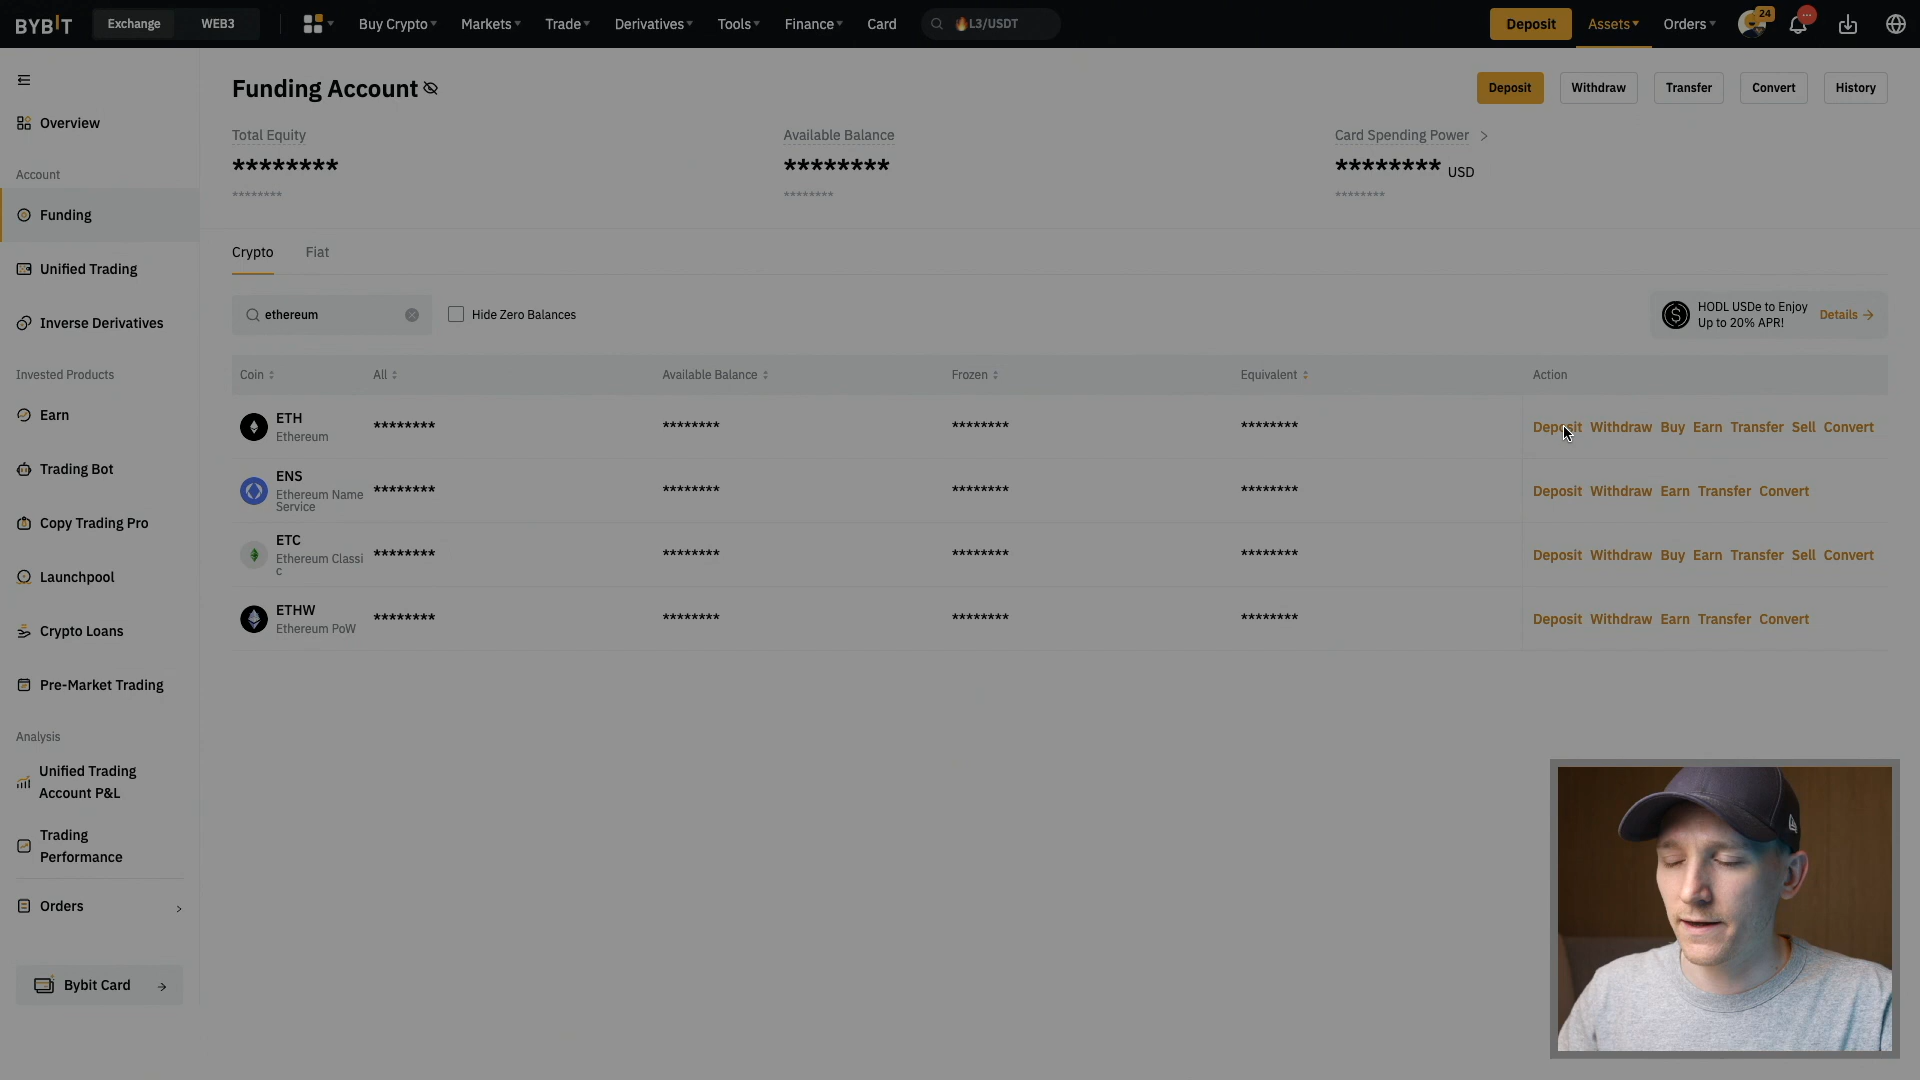 BYBIT Exchange WEB3 Buy Crypto Markets Trade Derivatives Tools Finance Card L3/USDT Deposit Assets Orders 24 ...
Funding Account Deposit Withdraw Transfer Convert History
Overview
Total Equity Available Balance Card Spending Power
******** ******** ******** USD
******** ******** ********
Account
Funding
Unified Trading
Inverse Derivatives
Invested Products
Earn
Trading Bot
Copy Trading Pro
Launchpool
Crypto Loans
Pre-Market Trading
Analysis
Unified Trading
Account P&L
Trading
Performance
Orders
Bybit Card
Crypto Fiat
ethereum Hide Zero Balances
HODL USDe to Enjoy
Up to 20% APR!
Details
Coin All Available Balance Frozen Equivalent Action
ETH
Ethereum
******** ******** ******** ******** Deposit Withdraw Buy Earn Transfer Sell Convert
ENS
Ethereum Name
Service
******** ******** ******** ******** Deposit Withdraw Earn Transfer Convert
ETC
Ethereum Classi
c
******** ******** ******** ******** Deposit Withdraw Buy Earn Transfer Sell Convert
ETHW
Ethereum PoW
******** ******** ******** ******** Deposit Withdraw Earn Transfer Convert